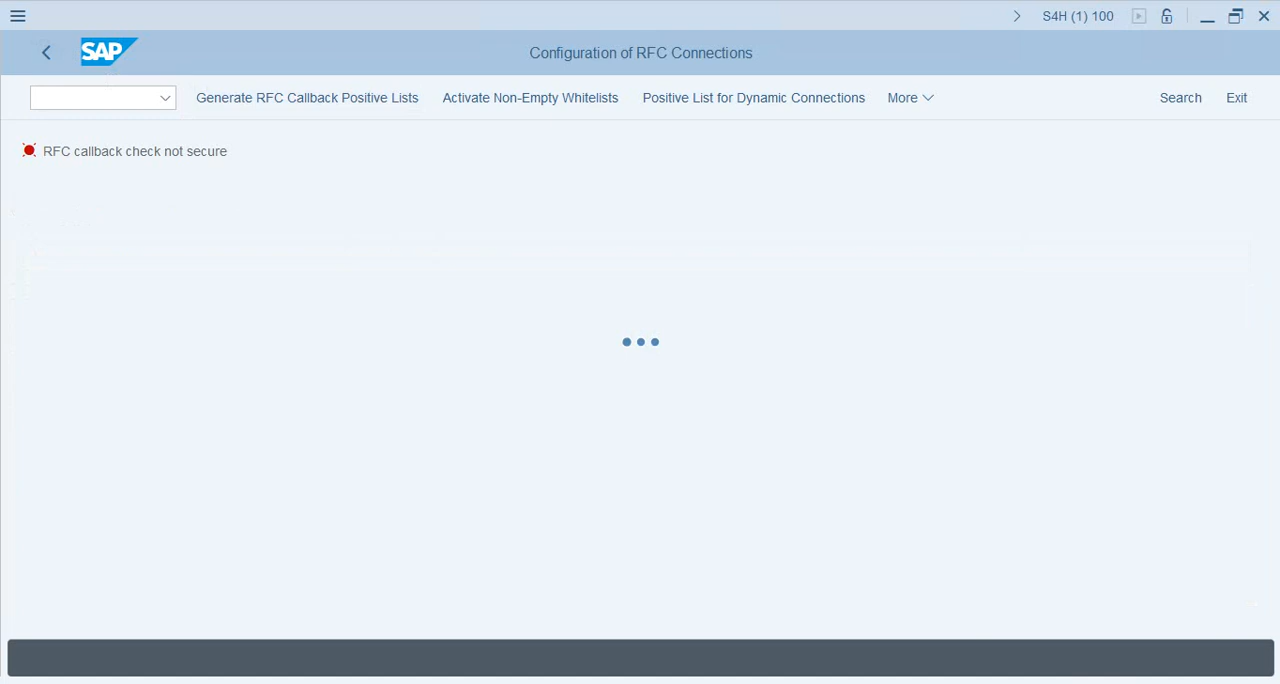 S4H (1) 100
SAP
Configuration of RFC Connections
Generate RFC Callback Positive Lists Activate Non-Empty Whitelists Positive List for Dynamic Connections More Search Exit
RFC callback check not secure